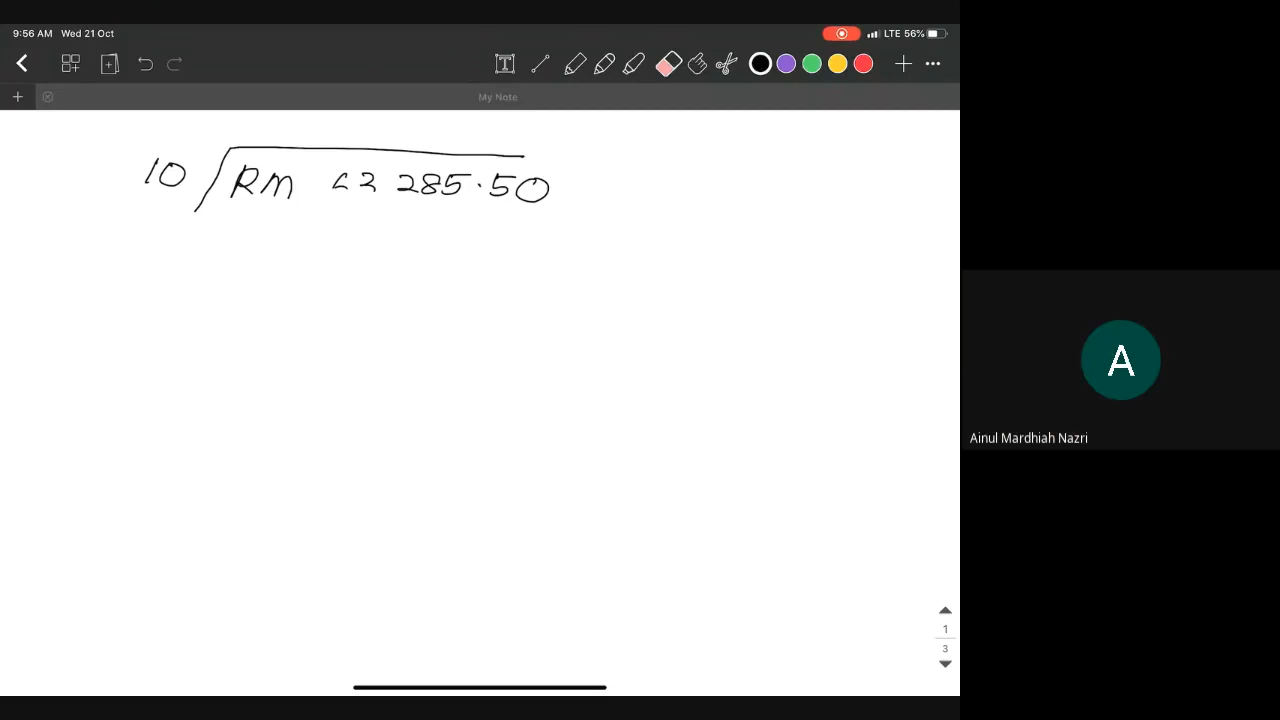 9:56 AM Wed 21 Oct
LTE 56%
T
My Note
10 RM 285.50
1
3
A
Ainul Mardhiah Nazri